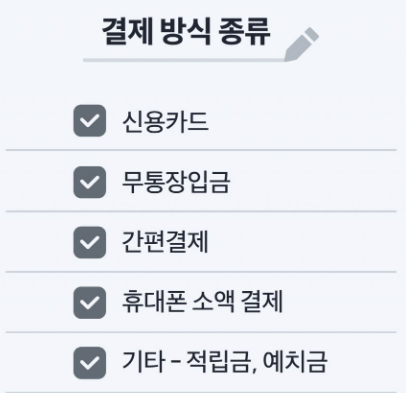 결제 방식 종류
신용카드
무통장입금
간편결제
휴대폰 소액 결제
기타 - 적립금, 예치금